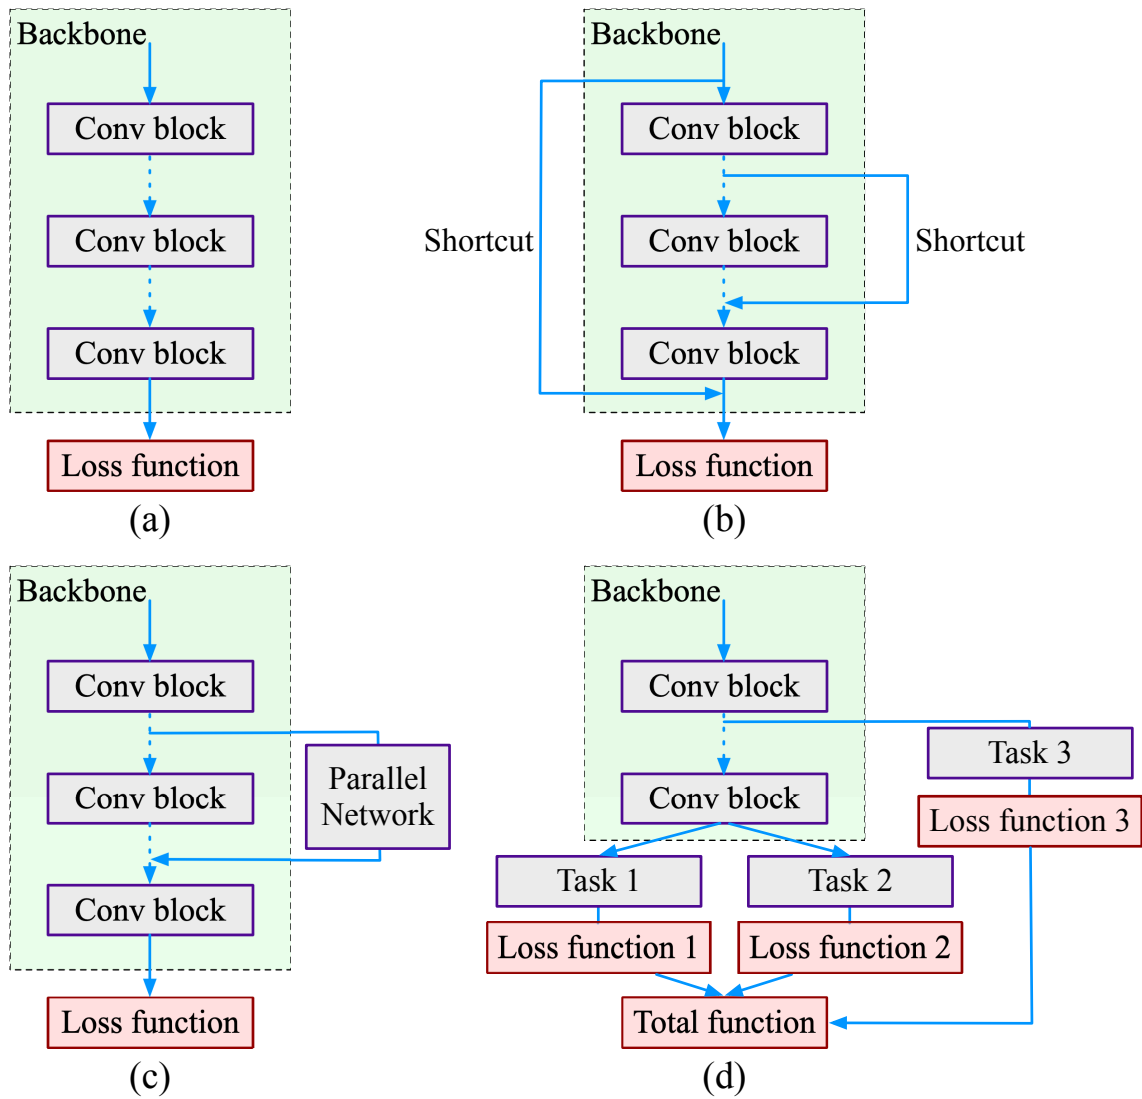 Backbone
Conv block
Conv block
Conv block
Loss function
(a)
Backbone
Conv block
Shortcut
Conv block
Shortcut
Conv block
Loss function
(b)
Backbone
Conv block
Parallel
Network
Conv block
Conv block
Loss function
(c)
Backbone
Conv block
Task 3
Conv block
Loss function 3
Task 1
Task 2
Loss function 1
Loss function 2
Total function
(d)